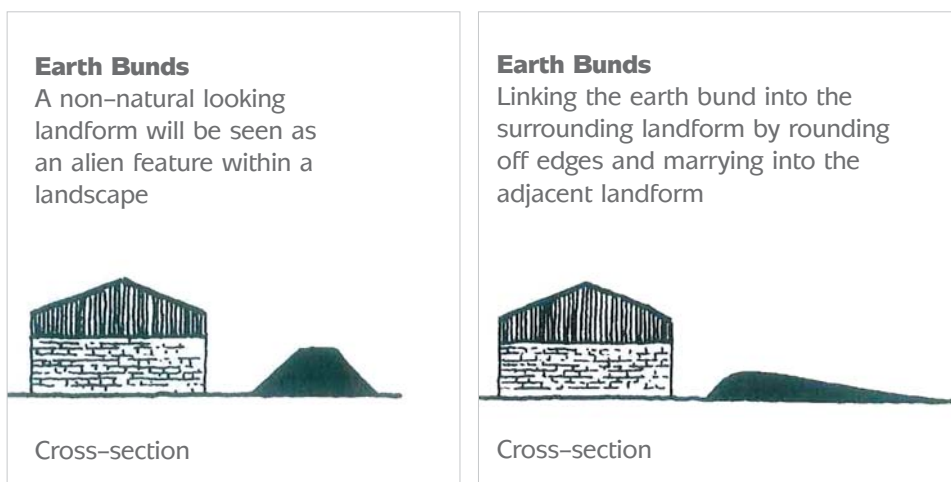 Earth Bunds
A non–natural looking
landform will be seen as
an alien feature within a
landscape
Cross–section
Earth Bunds
Linking the earth bund into the
surrounding landform by rounding
off edges and marrying into the
adjacent landform
Cross–section